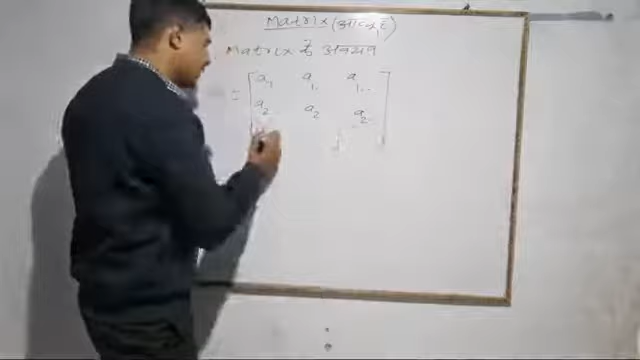 Matrix (आव्यूह)
Matrix के अवयव
a₁ a₁. a₁..
a₂ a₂ a₂..